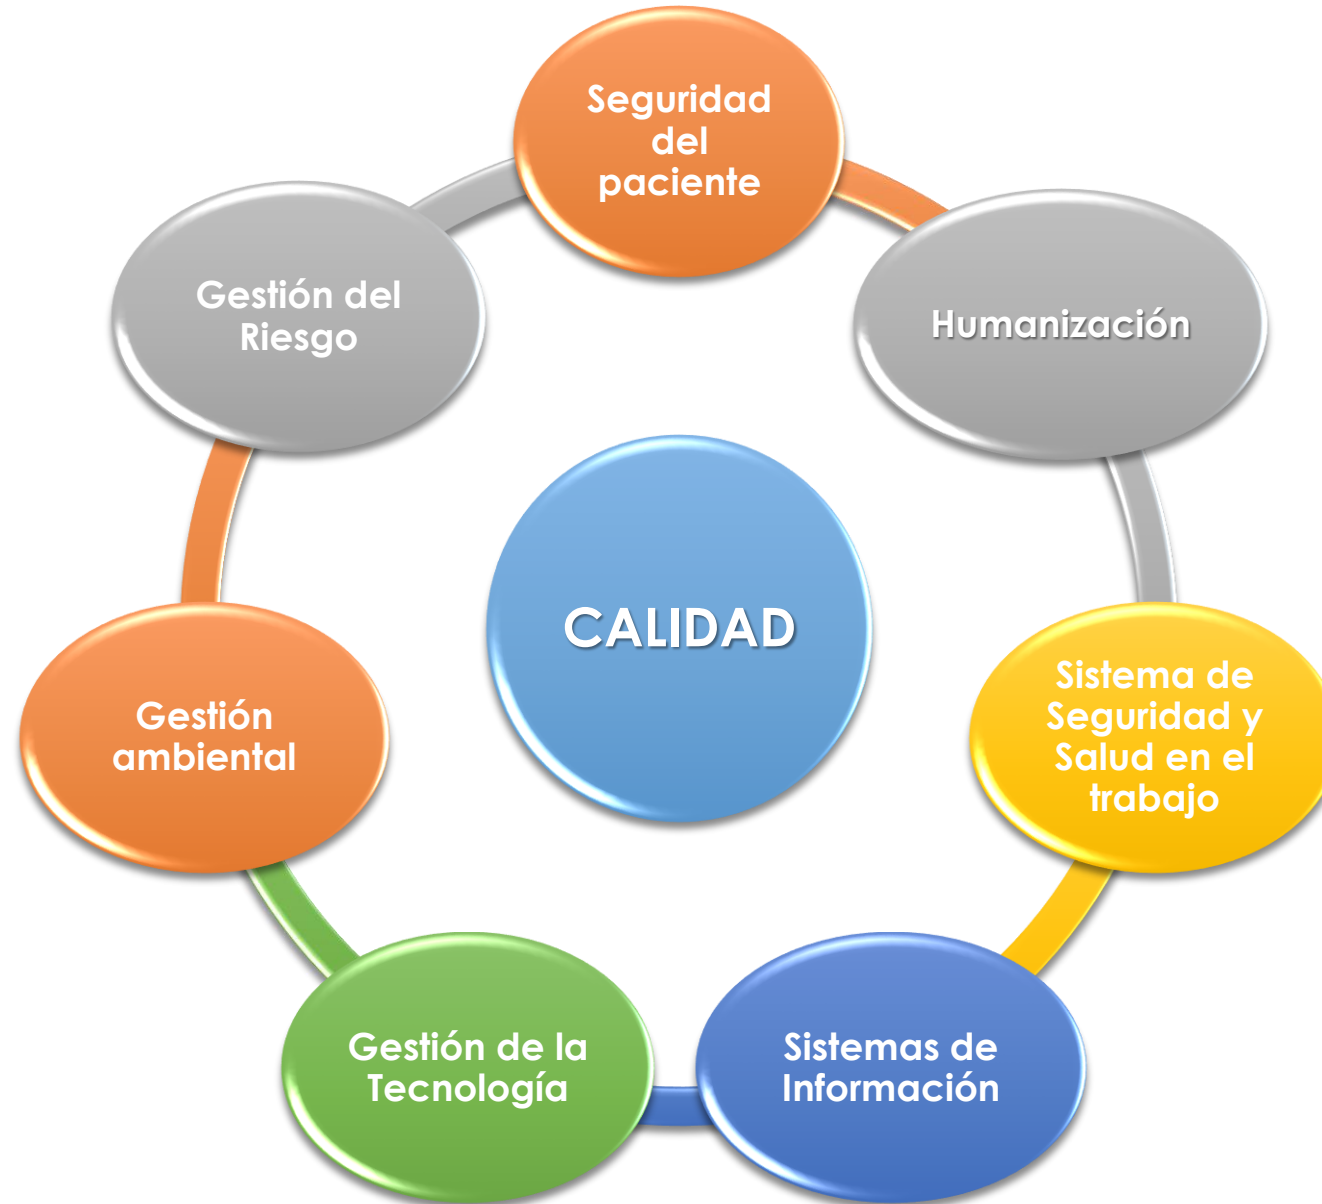 Seguridad
del
paciente
Humanización
Sistema de
Seguridad y
Salud en el
trabajo
Sistemas de
Información
Gestión de la
Tecnología
Gestión
ambiental
Gestión del
Riesgo
CALIDAD